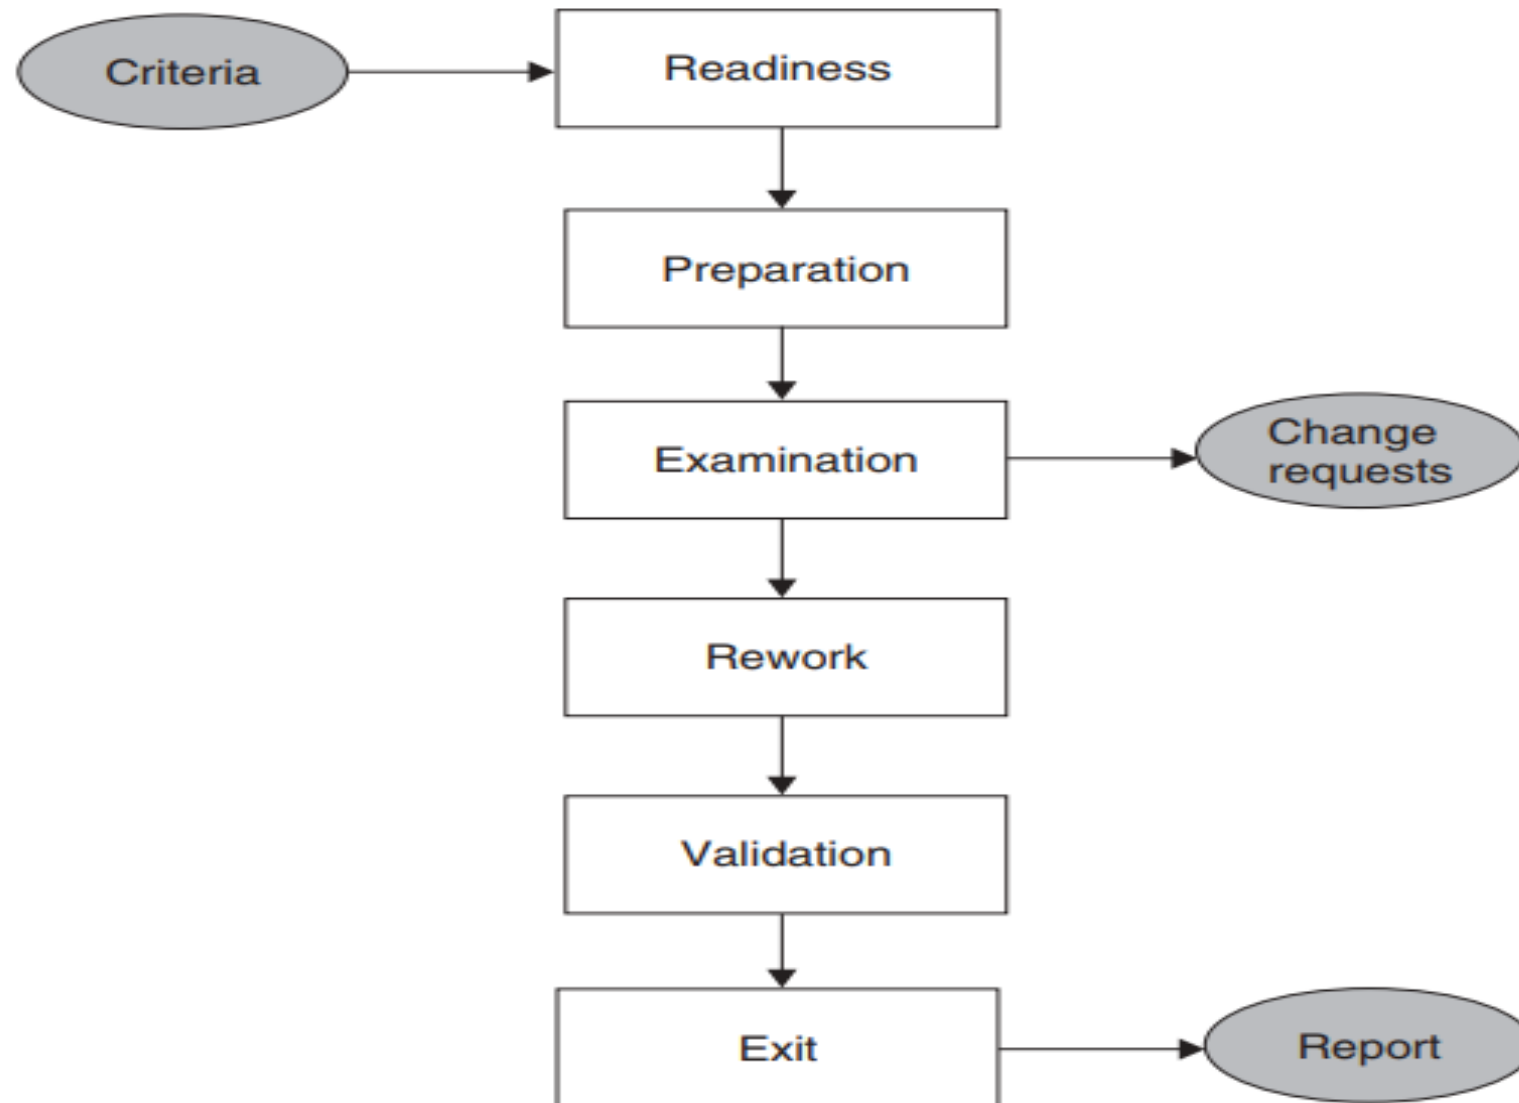 Criteria
Readiness
Preparation
Examination
Change
requests
Rework
Validation
Exit
Report